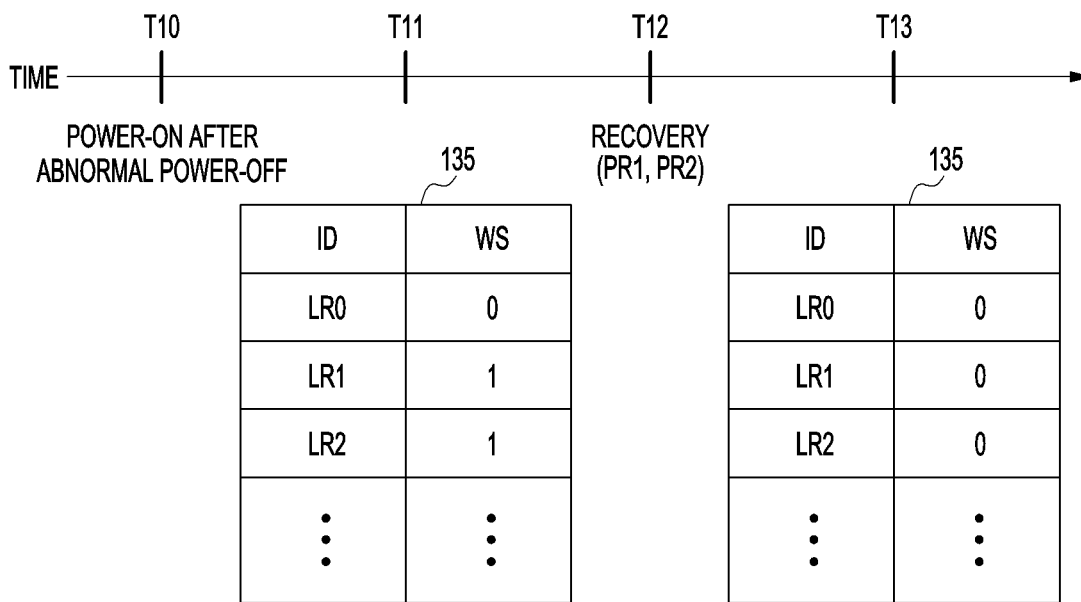 T10 T11 T12 T13
TIME
POWER-ON AFTER
ABNORMAL POWER-OFF
RECOVERY
(PR1, PR2)
135
ID WS
LR0 0
LR1 1
LR2 1
135
ID WS
LR0 0
LR1 0
LR2 0